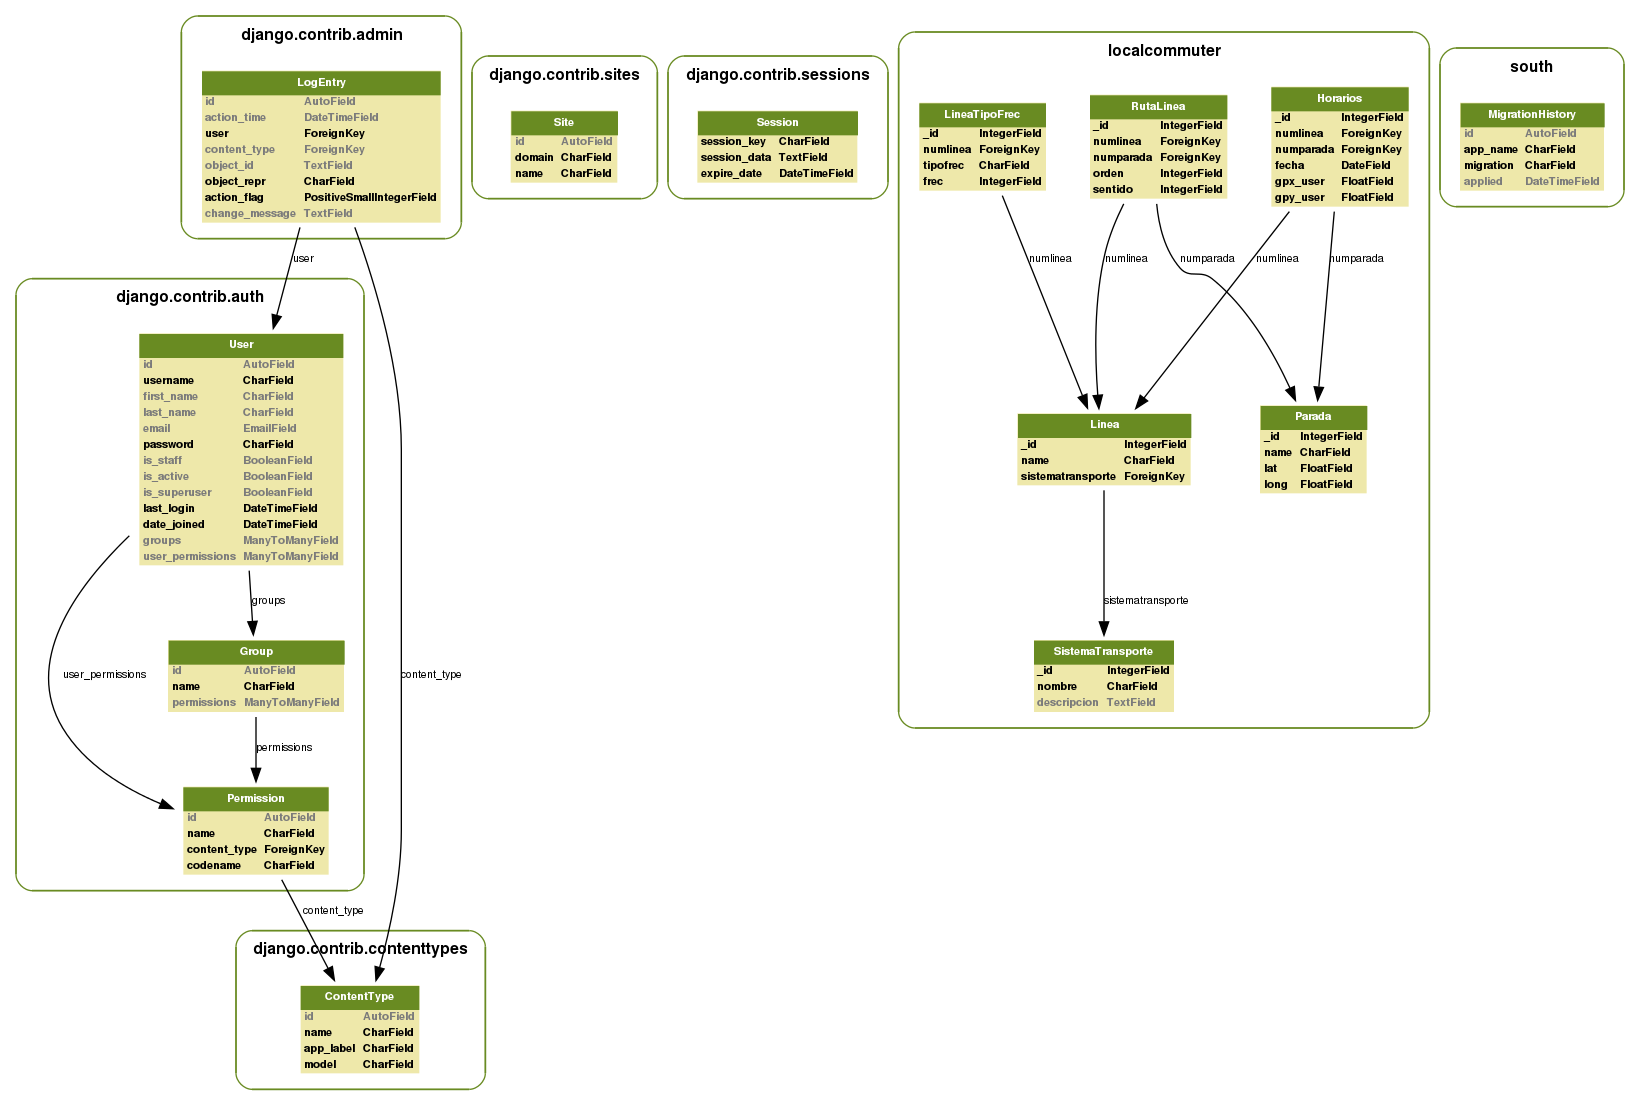 django.contrib.admin
LogEntry
id AutoField
action_time DateTimeField
user ForeignKey
content_type ForeignKey
object_id TextField
object_repr CharField
action_flag PositiveSmallIntegerField
change_message TextField
user
content_type
django.contrib.auth
User
id AutoField
username CharField
first_name CharField
last_name CharField
email EmailField
password CharField
is_staff BooleanField
is_active BooleanField
is_superuser BooleanField
last_login DateTimeField
date_joined DateTimeField
groups ManyToManyField
user_permissions ManyToManyField
groups
user_permissions
Group
id AutoField
name CharField
permissions ManyToManyField
permissions
Permission
id AutoField
name CharField
content_type ForeignKey
codename CharField
content_type
django.contrib.contenttypes
ContentType
id AutoField
name CharField
app_label CharField
model CharField
django.contrib.sites
Site
id AutoField
domain CharField
name CharField
django.contrib.sessions
Session
session_key CharField
session_data TextField
expire_date DateTimeField
localcommuter
LineaTipoFrec
_id IntegerField
numlinea ForeignKey
tipofrec CharField
frec IntegerField
RutaLinea
_id IntegerField
numlinea ForeignKey
numparada ForeignKey
orden IntegerField
sentido IntegerField
Horarios
_id IntegerField
numlinea ForeignKey
numparada ForeignKey
fecha DateField
gpx_user FloatField
gpy_user FloatField
numlinea
numlinea
numparada
numlinea
numparada
Linea
_id IntegerField
name CharField
sistematransporte ForeignKey
Parada
_id IntegerField
name CharField
lat FloatField
long FloatField
sistematransporte
SistemaTransporte
_id IntegerField
nombre CharField
descripcion TextField
south
MigrationHistory
id AutoField
app_name CharField
migration CharField
applied DateTimeField